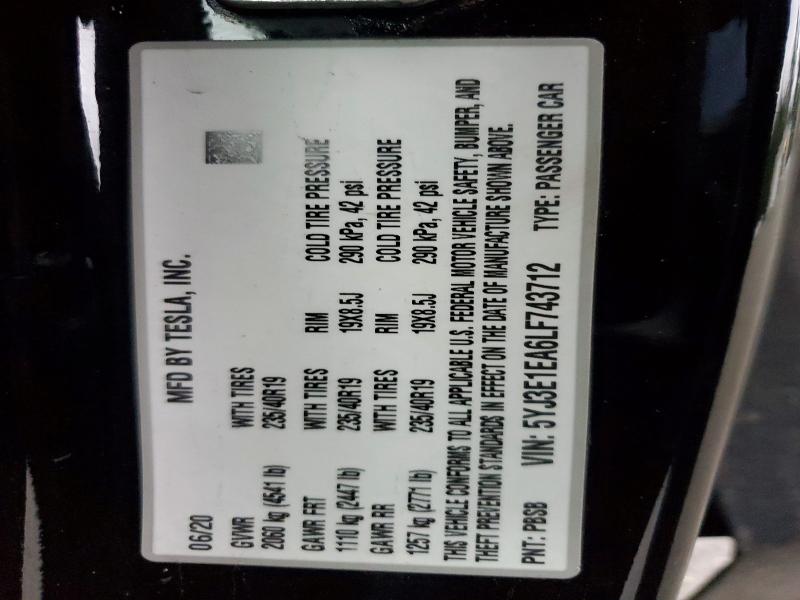 MFD BY TESLA, INC.
06/20
GVWR WITH TIRES
2060 kg (4541 lb) 235/40R19
GAWR FRT WITH TIRES RIM COLD TIRE PRESSURE
1110 kg (2447 lb) 235/40R19 19X8.5J 290 kPa, 42 psi
GAWR RR WITH TIRES RIM COLD TIRE PRESSURE
1257 kg (2771 lb) 235/40R19 19X8.5J 290 kPa, 42 psi
THIS VEHICLE CONFORMS TO ALL APPLICABLE U.S. FEDERAL MOTOR VEHICLE SAFETY, BUMPER, AND
THEFT PREVENTION STANDARDS IN EFFECT ON THE DATE OF MANUFACTURE SHOWN ABOVE.
PNT: PBSB VIN: 5YJ3E1EA6LF743712 TYPE: PASSENGER CAR